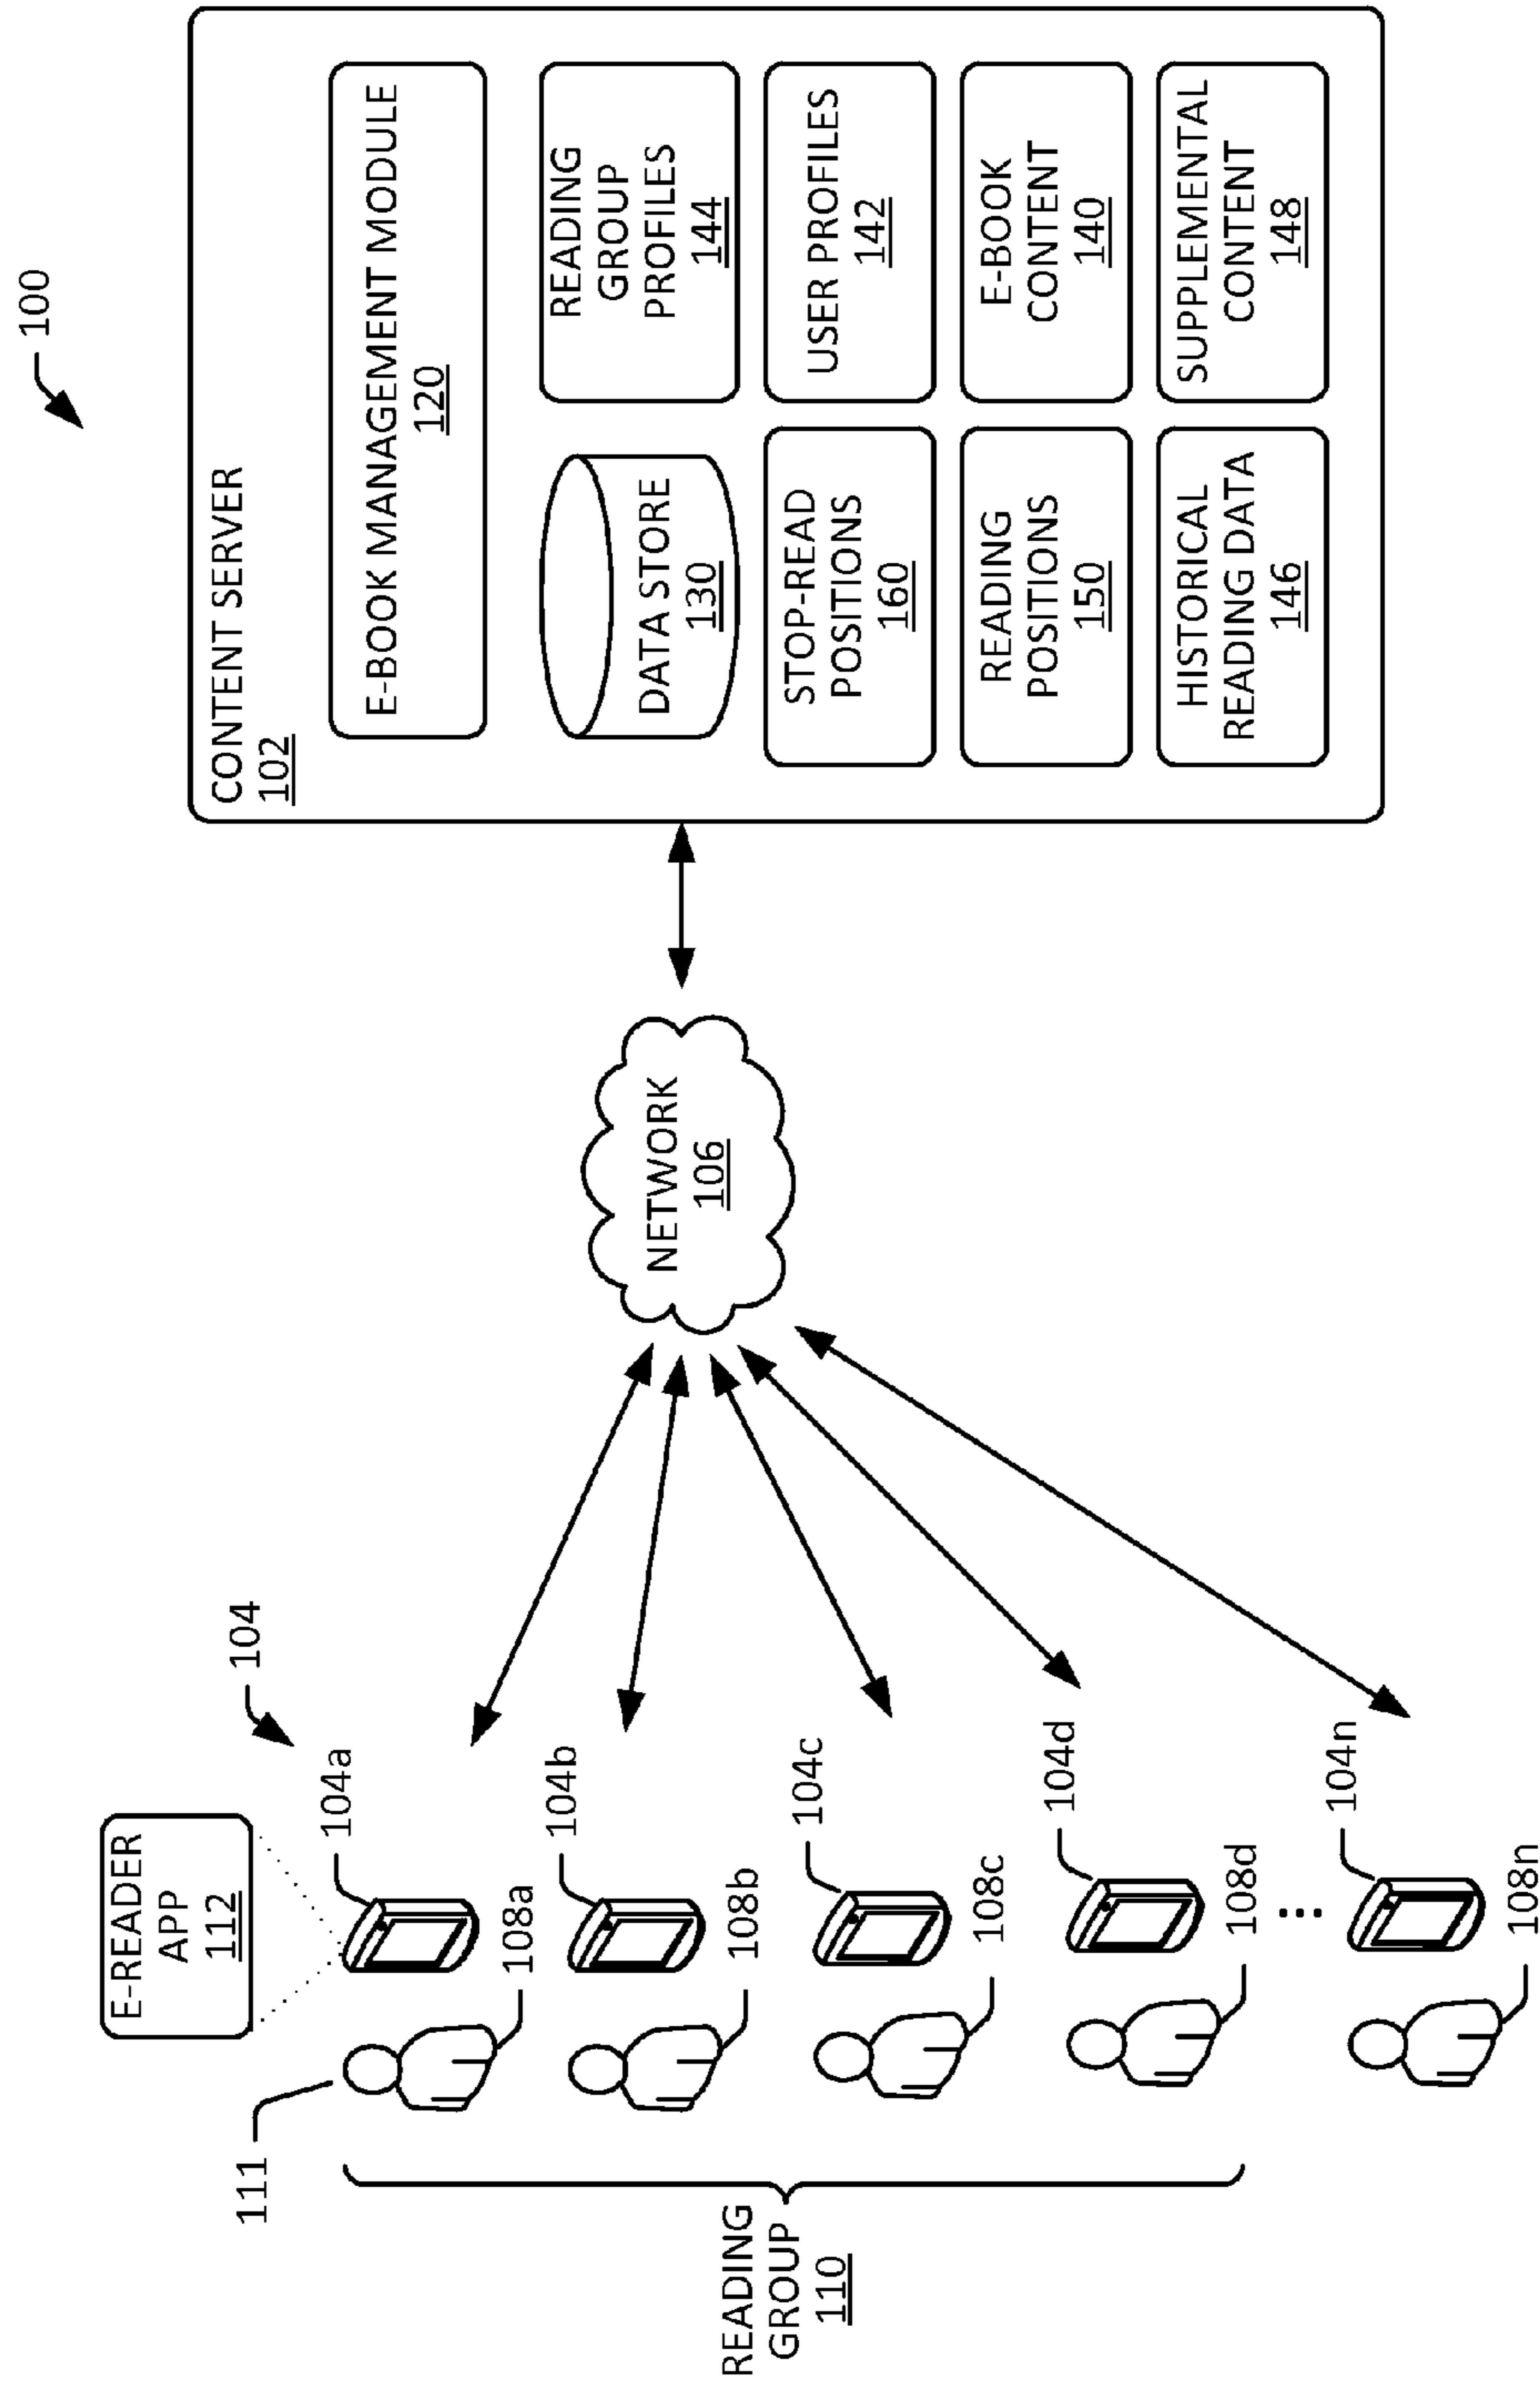 100
CONTENT SERVER
102
E-BOOK MANAGEMENT MODULE
120
DATA STORE
130
READING
GROUP
PROFILES
144
STOP-READ
POSITIONS
160
USER PROFILES
142
READING
POSITIONS
150
E-BOOK
CONTENT
140
HISTORICAL
READING DATA
146
SUPPLEMENTAL
CONTENT
148
NETWORK
106
E-READER
APP
112
104
111
104a
108a
104b
108b
104c
108c
104d
108d
104n
108n
READING
GROUP
110